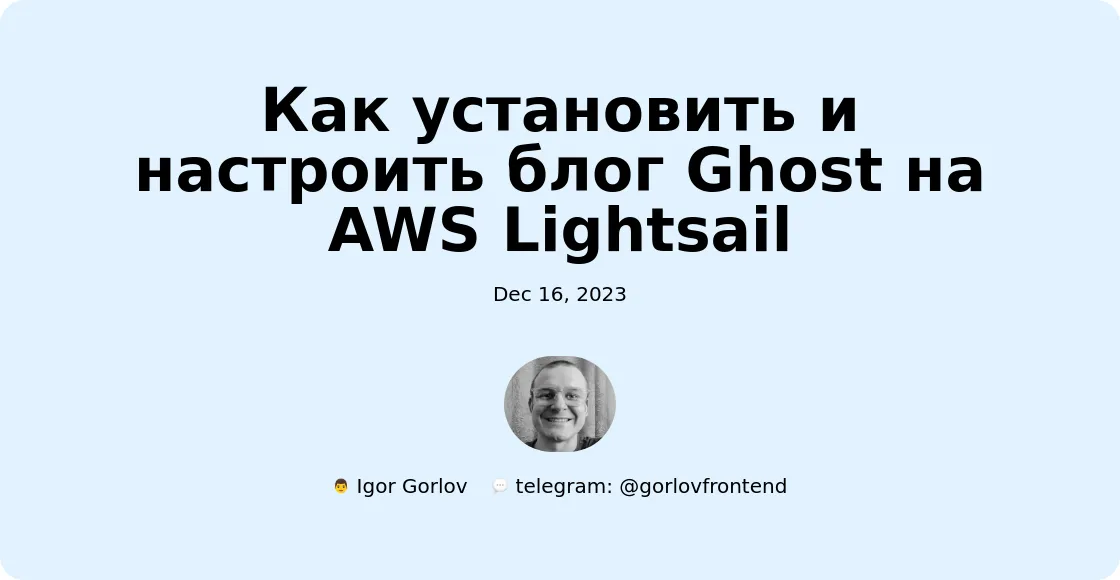 Как установить и
настроить блог Ghost на
AWS Lightsail
Dec 16, 2023
Igor Gorlov telegram: @gorlovfrontend